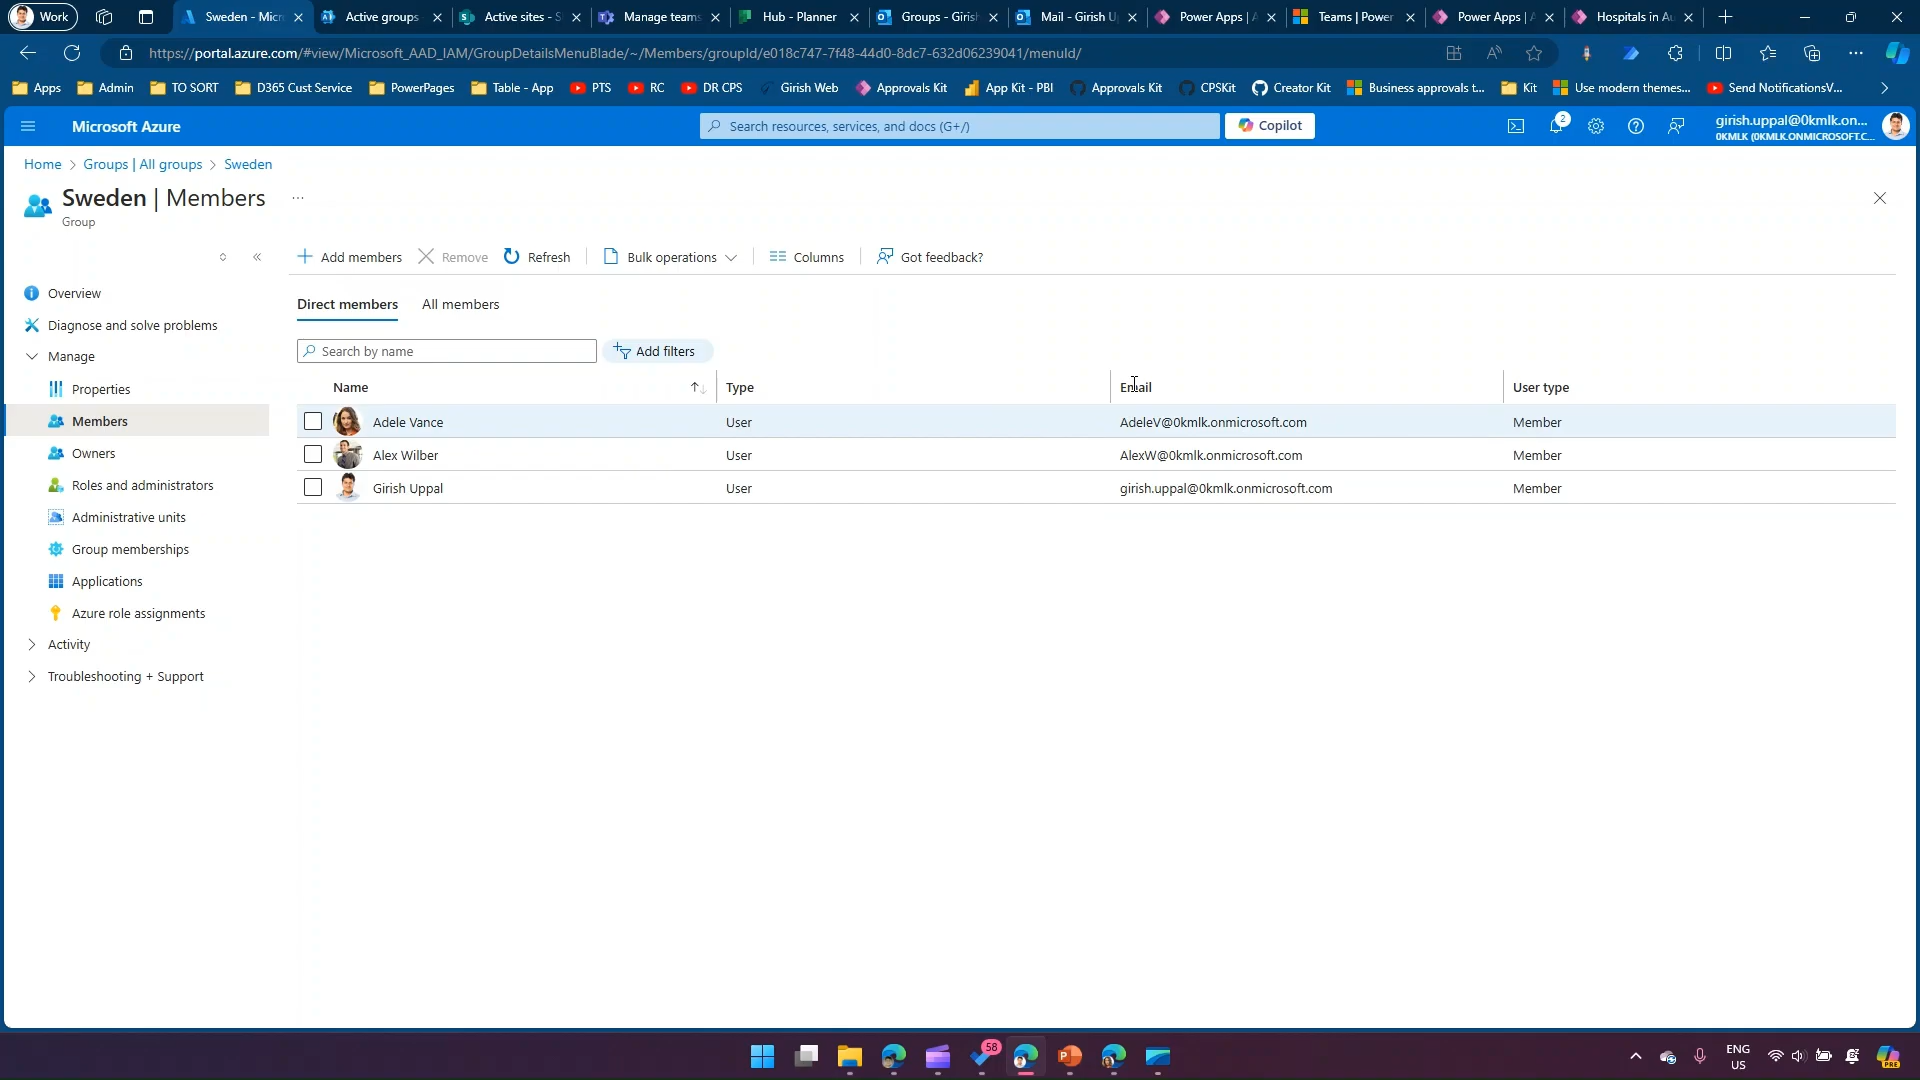 Work
Sweden - Micr
Active groups -
Active sites - S
Manage teams
Hub - Planner
Groups - Girish
Mail - Girish U
Power Apps | A
Teams | Power
Power Apps | A
Hospitals in Au
https://portal.azure.com/#view/Microsoft_AAD_IAM/GroupDetailsMenuBlade/~/Members/groupId/e018c747-7f48-44d0-8dc7-632d06239041/menuId/
Apps
Admin
TO SORT
D365 Cust Service
PowerPages
Table - App
PTS
RC
DR CPS
Girish Web
Approvals Kit
App Kit - PBI
Approvals Kit
CPSKit
Creator Kit
Business approvals t...
Kit
Use modern themes...
Send NotificationsV...
Microsoft Azure
Search resources, services, and docs (G+/)
Copilot
2
girish.uppal@0kmlk.on...
0KMLK (0KMLK.ONMICROSOFT.C...
Home > Groups | All groups > Sweden
Sweden | Members
...
Group
Add members
Remove
Refresh
Bulk operations
Columns
Got feedback?
Overview
Diagnose and solve problems
Manage
Properties
Members
Owners
Roles and administrators
Administrative units
Group memberships
Applications
Azure role assignments
Activity
Troubleshooting + Support
Direct members
All members
Search by name
Add filters
Name
Type
Email
User type
Adele Vance
User
AdeleV@0kmlk.onmicrosoft.com
Member
Alex Wilber
User
AlexW@0kmlk.onmicrosoft.com
Member
Girish Uppal
User
girish.uppal@0kmlk.onmicrosoft.com
Member
58
ENG
US
PRE